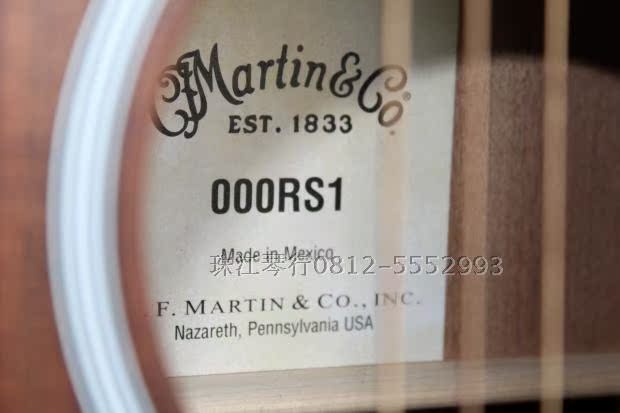 CFMartin & Co.
EST. 1833
000RS1
Made in Mexico
珠江琴行0812-5552993
F. MARTIN & CO., INC.
Nazareth, Pennsylvania USA